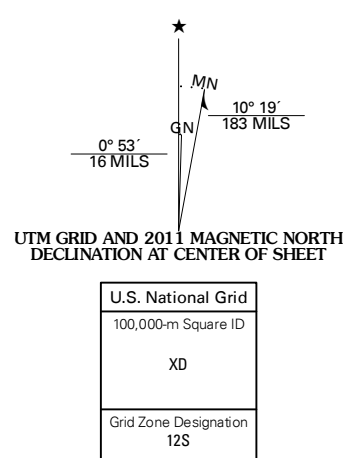 ★
MN
10° 19´
183 MILS
GN
0° 53´
16 MILS
UTM GRID AND 2011 MAGNETIC NORTH
DECLINATION AT CENTER OF SHEET
U.S. National Grid
100,000-m Square ID
XD
Grid Zone Designation
12S